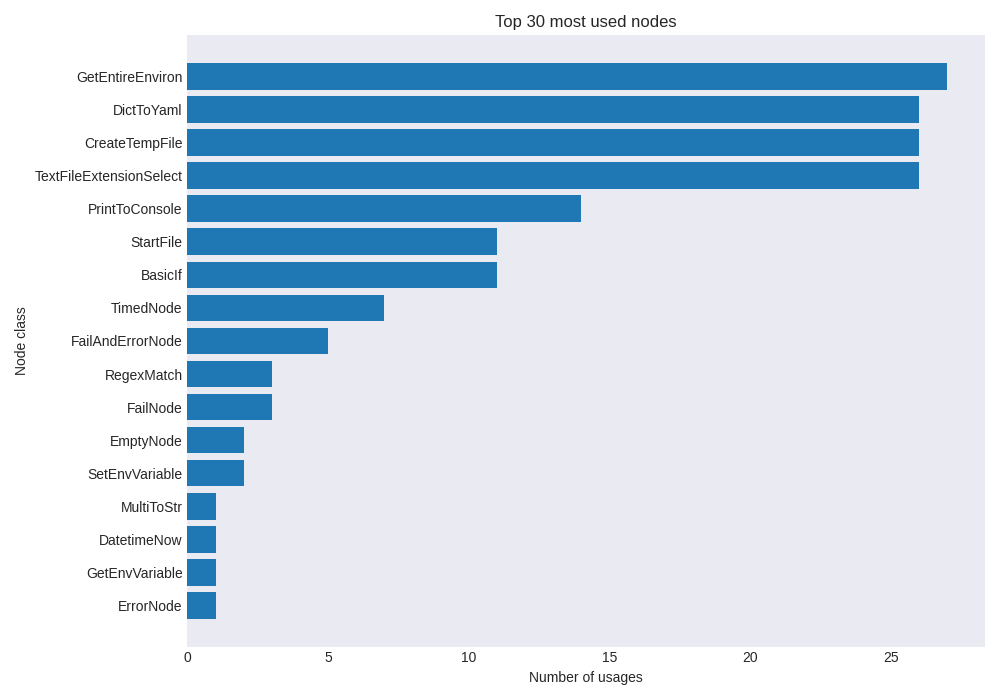 Top 30 most used nodes
Node class
GetEntireEnviron
DictToYaml
CreateTempFile
TextFileExtensionSelect
PrintToConsole
StartFile
BasicIf
TimedNode
FailAndErrorNode
RegexMatch
FailNode
EmptyNode
SetEnvVariable
MultiToStr
DatetimeNow
GetEnvVariable
ErrorNode
0 5 10 15 20 25
Number of usages